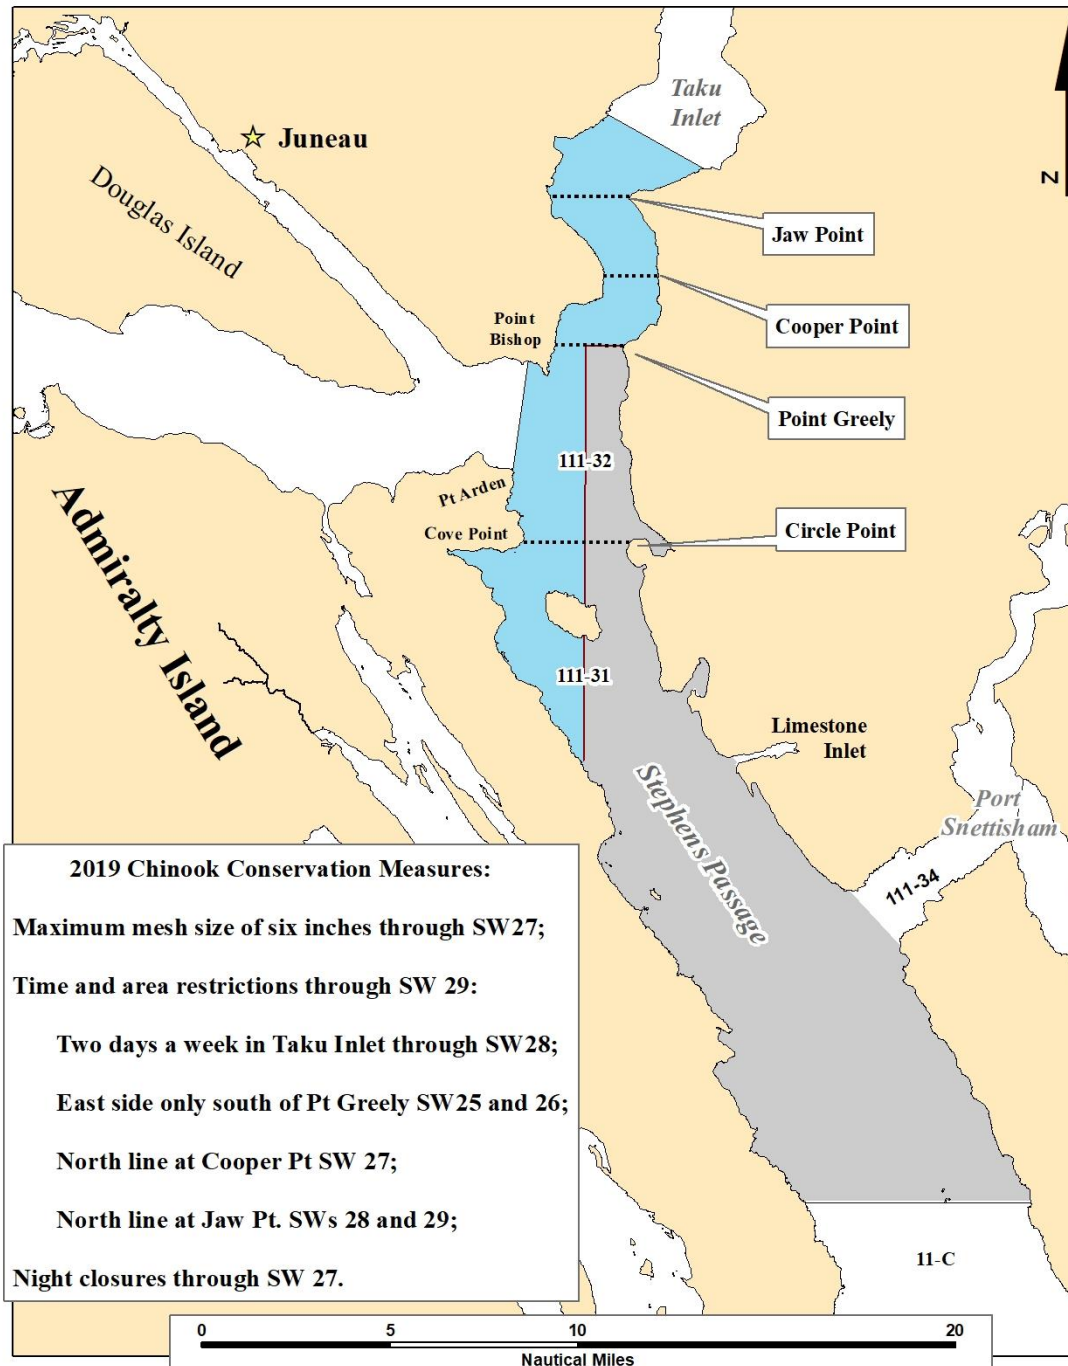 Taku
Inlet
Juneau
Douglas Island
Z
Jaw Point
Point
Bishop
Cooper Point
Point Greely
111-32
Pt Arden
Cove Point
Circle Point
Admiralty Island
111-31
Limestone
Inlet
Stephens Passage
Port
Snettisham
111-34
2019 Chinook Conservation Measures:
Maximum mesh size of six inches through SW27;
Time and area restrictions through SW 29:
Two days a week in Taku Inlet through SW28;
East side only south of Pt Greely SW25 and 26;
North line at Cooper Pt SW 27;
North line at Jaw Pt. SWs 28 and 29;
Night closures through SW 27.
11-C
0 5 10 20
Nautical Miles